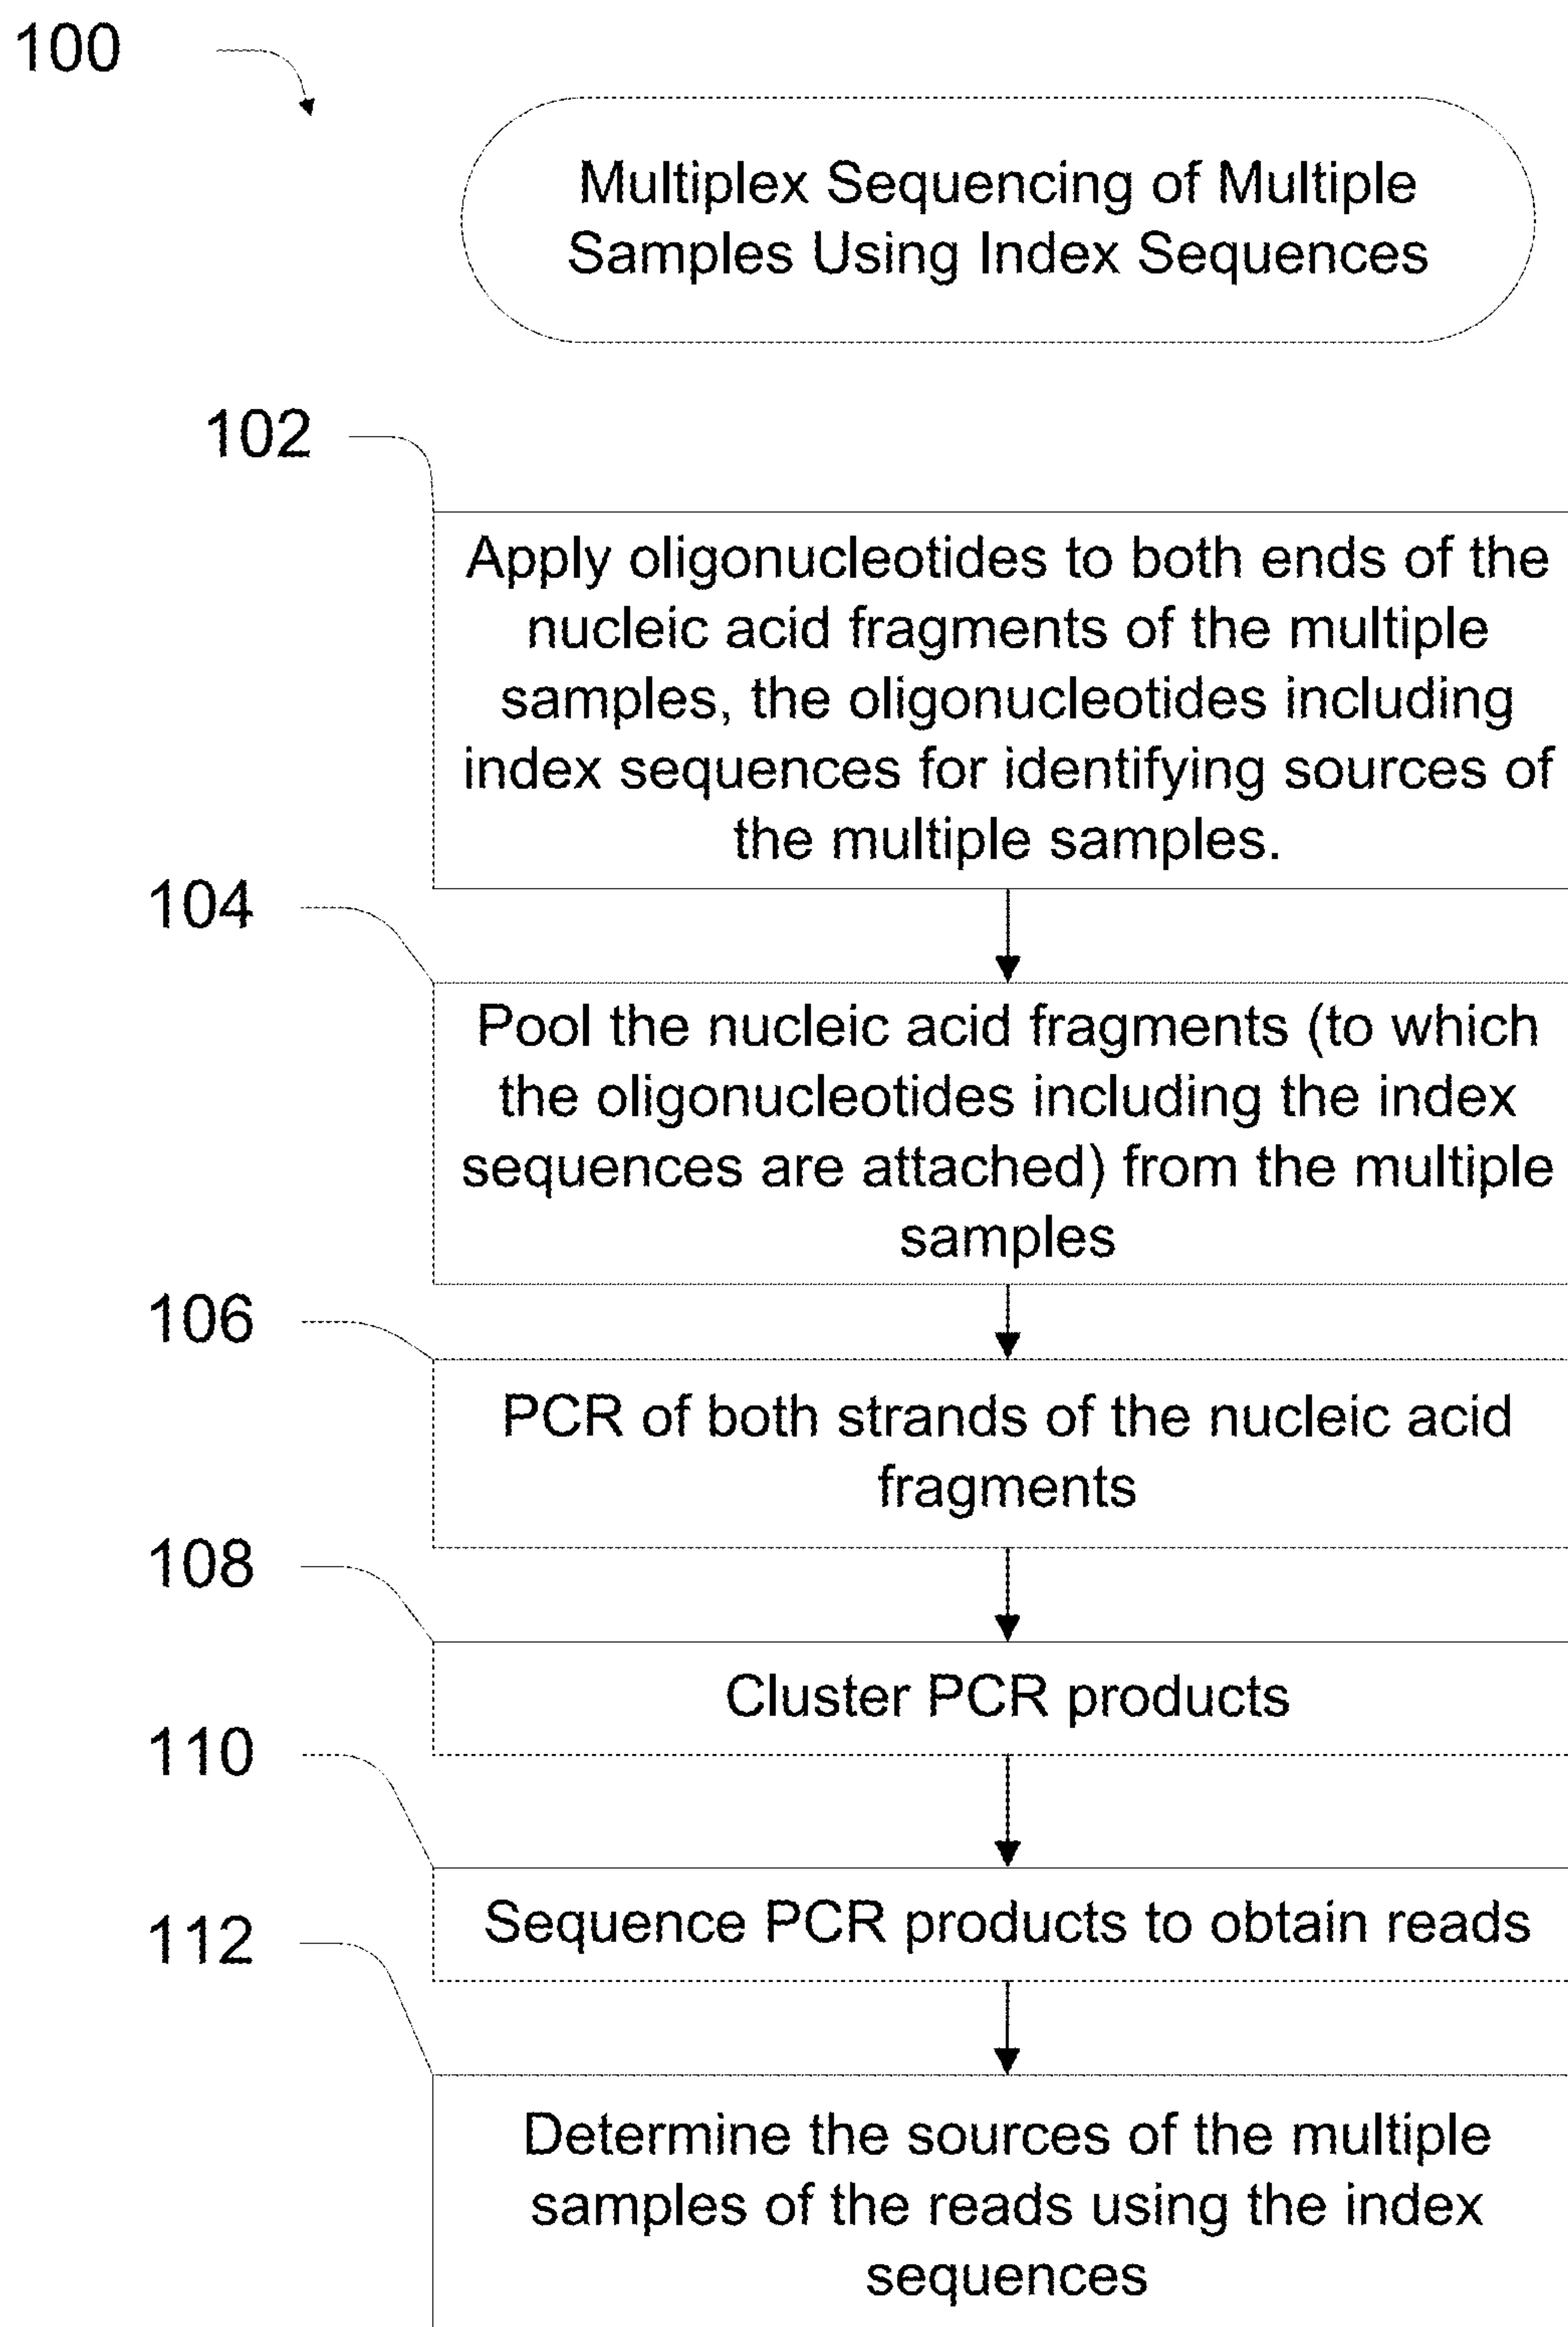 100
Multiplex Sequencing of Multiple
Samples Using Index Sequences
102
Apply oligonucleotides to both ends of the
nucleic acid fragments of the multiple
samples, the oligonucleotides including
index sequences for identifying sources of
the multiple samples.
104
Pool the nucleic acid fragments (to which
the oligonucleotides including the index
sequences are attached) from the multiple
samples
106
PCR of both strands of the nucleic acid
fragments
108
Cluster PCR products
110
Sequence PCR products to obtain reads
112
Determine the sources of the multiple
samples of the reads using the index
sequences